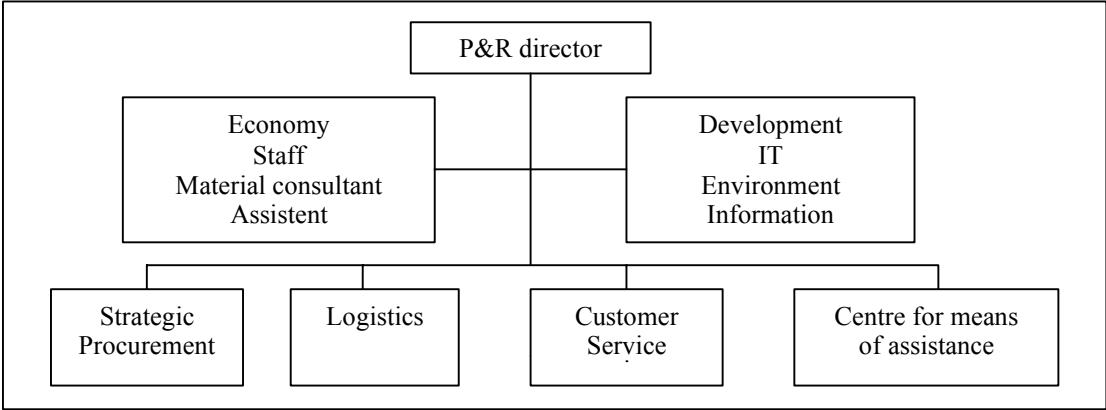 P&R director
Economy
Staff
Material consultant
Assistent
Development
IT
Environment
Information
Strategic
Procurement
Logistics
Customer
Service
Centre for means
of assistance